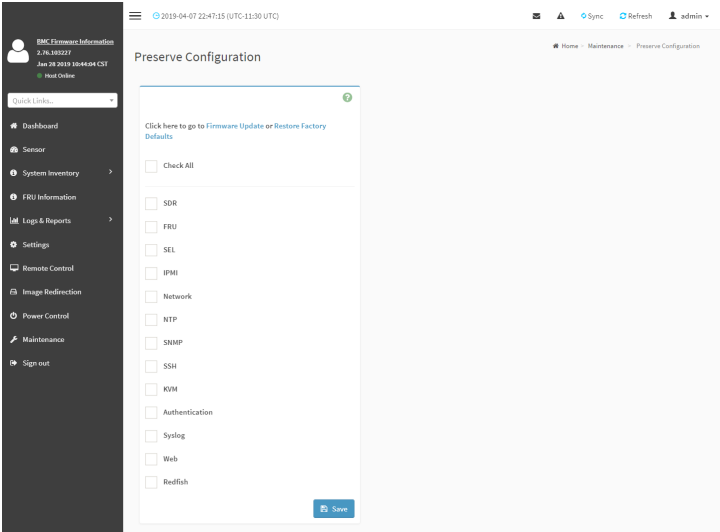 2019-04-07 22:47:15 (UTC-11:30 UTC)
Sync
Refresh
admin
BMC Firmware Information
2.76.103227
Jan 28 2019 10:44:04 CST
Host Online
Quick Links..
Dashboard
Sensor
System Inventory
FRU Information
Logs & Reports
Settings
Remote Control
Image Redirection
Power Control
Maintenance
Sign out
Preserve Configuration
Home
Maintenance
Preserve Configuration
Click here to go to Firmware Update or Restore Factory
Defaults
Check All
SDR
FRU
SEL
IPMI
Network
NTP
SNMP
SSH
KVM
Authentication
Syslog
Web
Redfish
Save